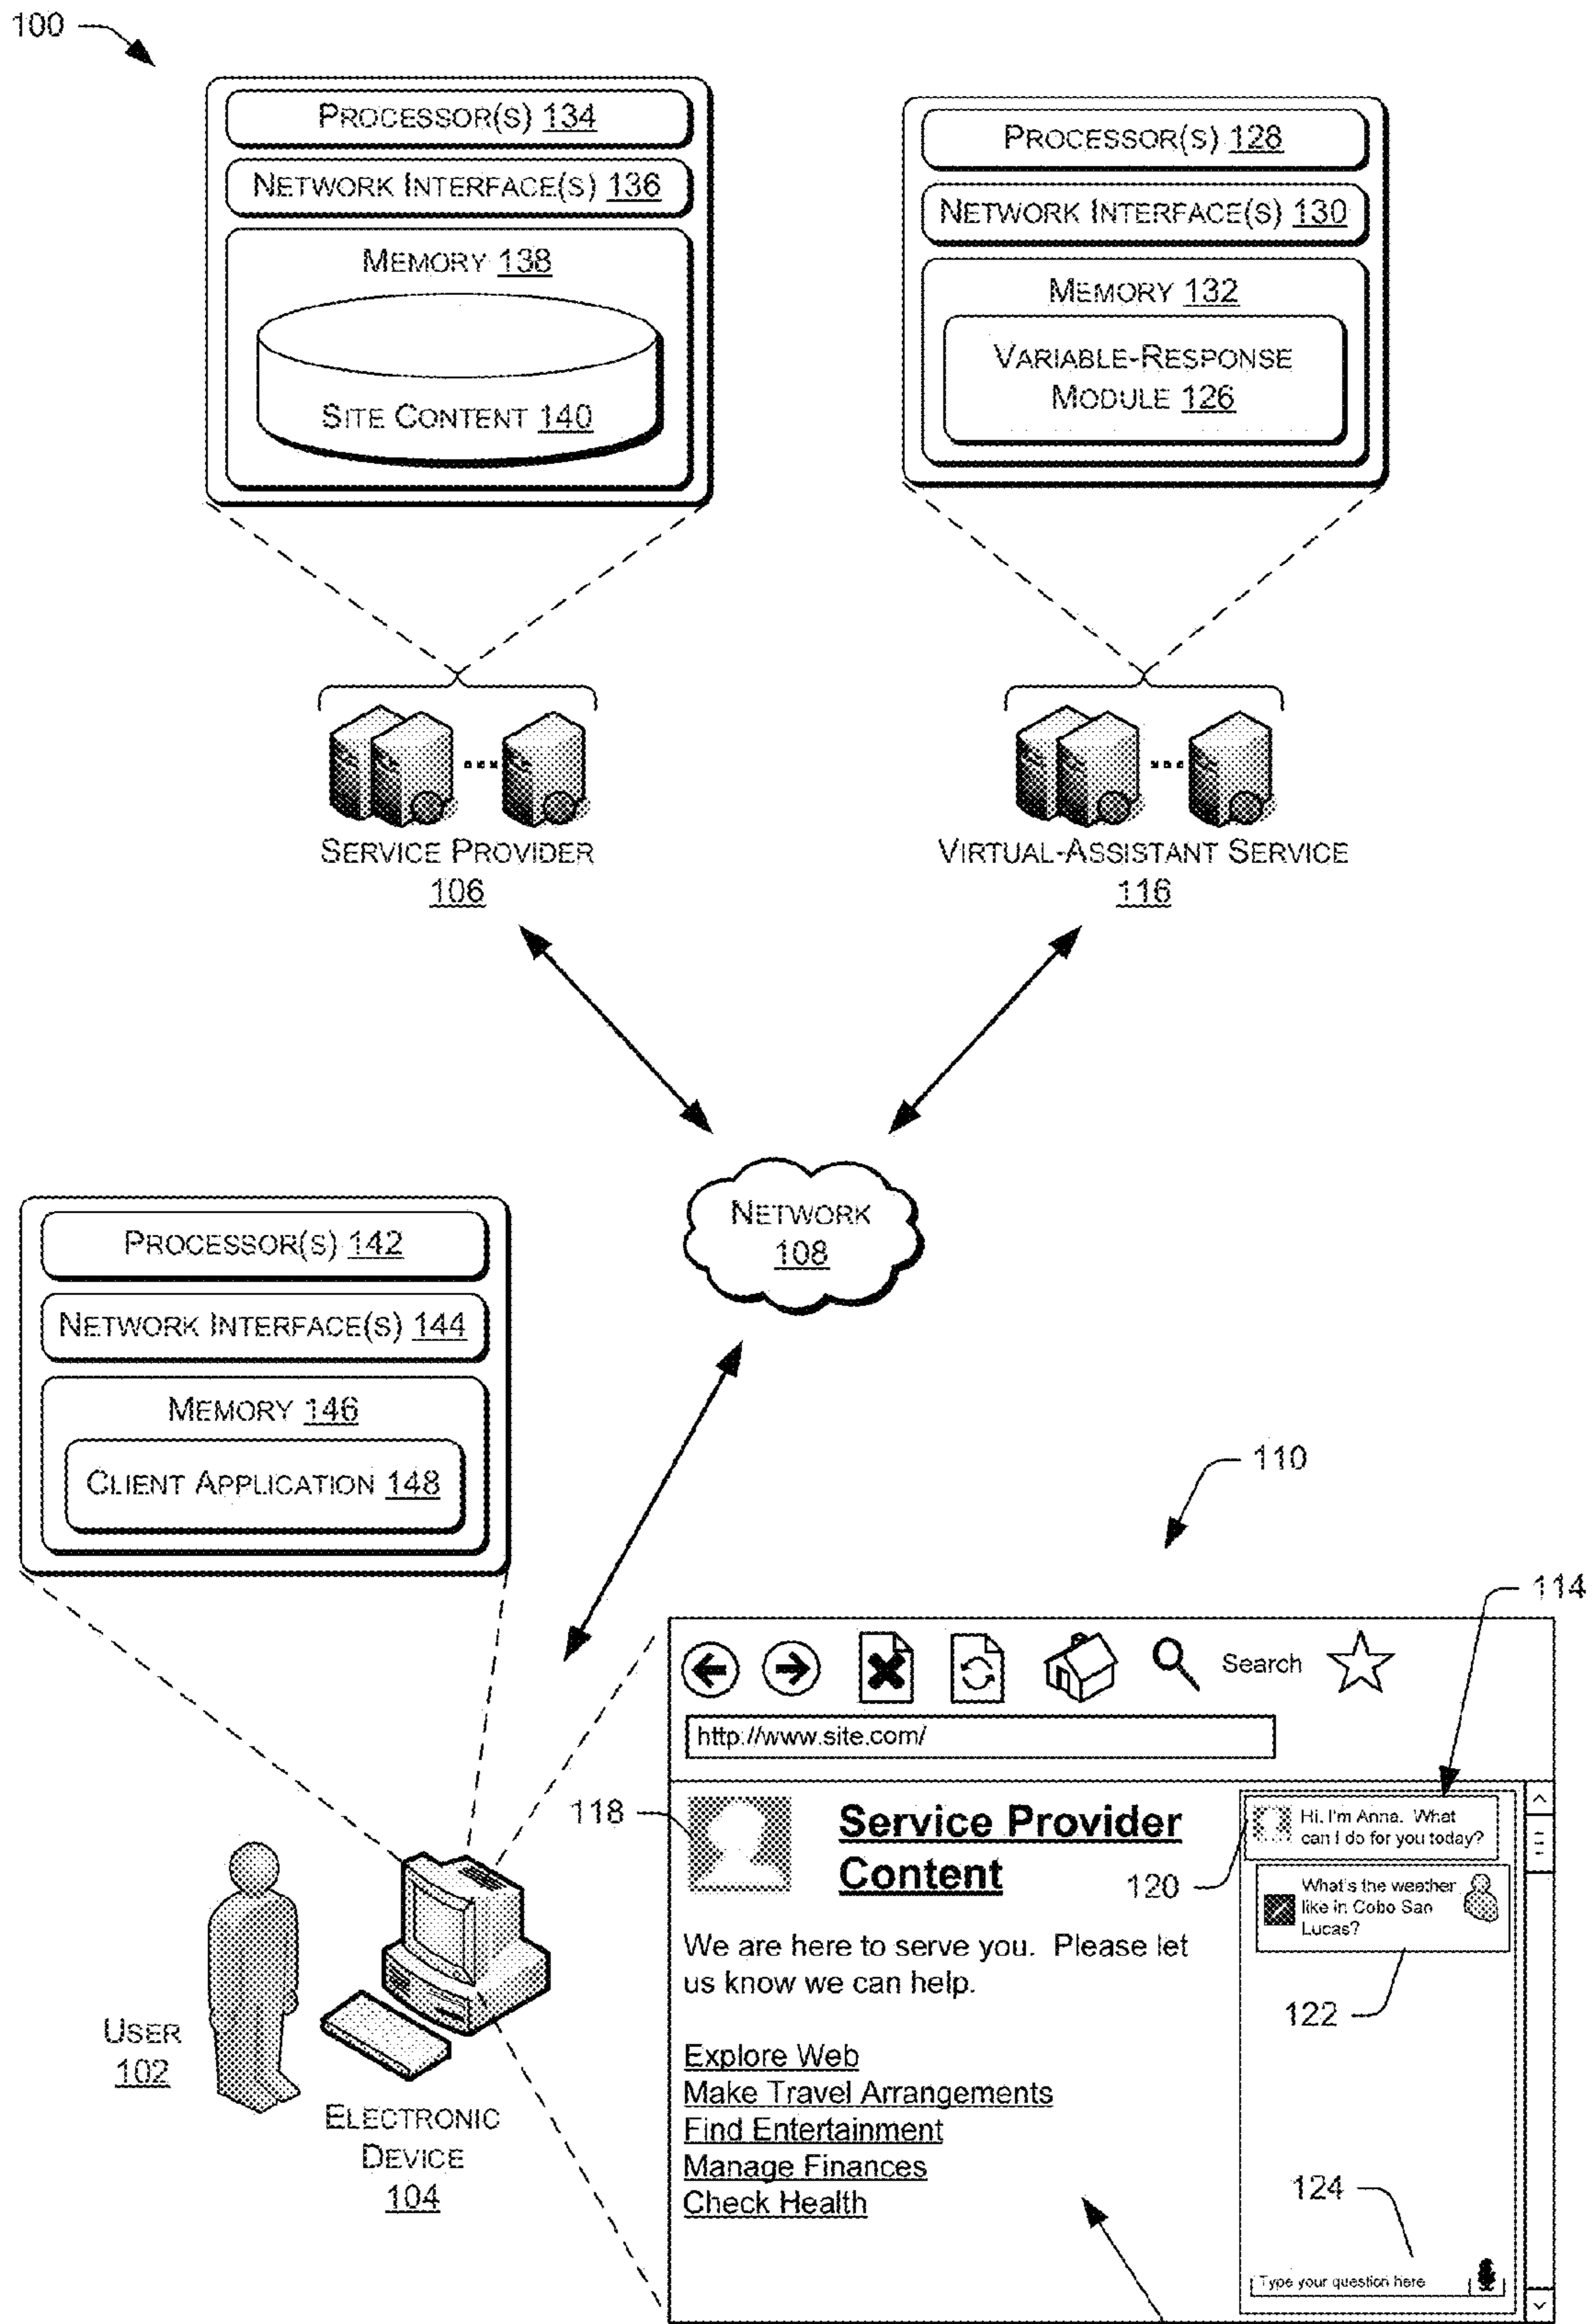 100
PROCESSOR(S) 134
NETWORK INTERFACE(S) 136
MEMORY 138
SITE CONTENT 140
PROCESSOR(S) 128
NETWORK INTERFACE(S) 130
MEMORY 132
VARIABLE-RESPONSE
MODULE 126
SERVICE PROVIDER
106
VIRTUAL-ASSISTANT SERVICE
116
NETWORK
108
PROCESSOR(S) 142
NETWORK INTERFACE(S) 144
MEMORY 146
CLIENT APPLICATION 148
110
114
Search
http://www.site.com/
118
Service Provider
Content
We are here to serve you. Please let
us know we can help.
Explore Web
Make Travel Arrangements
Find Entertainment
Manage Finances
Check Health
Hi. I'm Anna. What
can I do for you today?
120
What's the weather
like in Cobo San
Lucas?
122
124
Type your question here
USER
102
ELECTRONIC
DEVICE
104